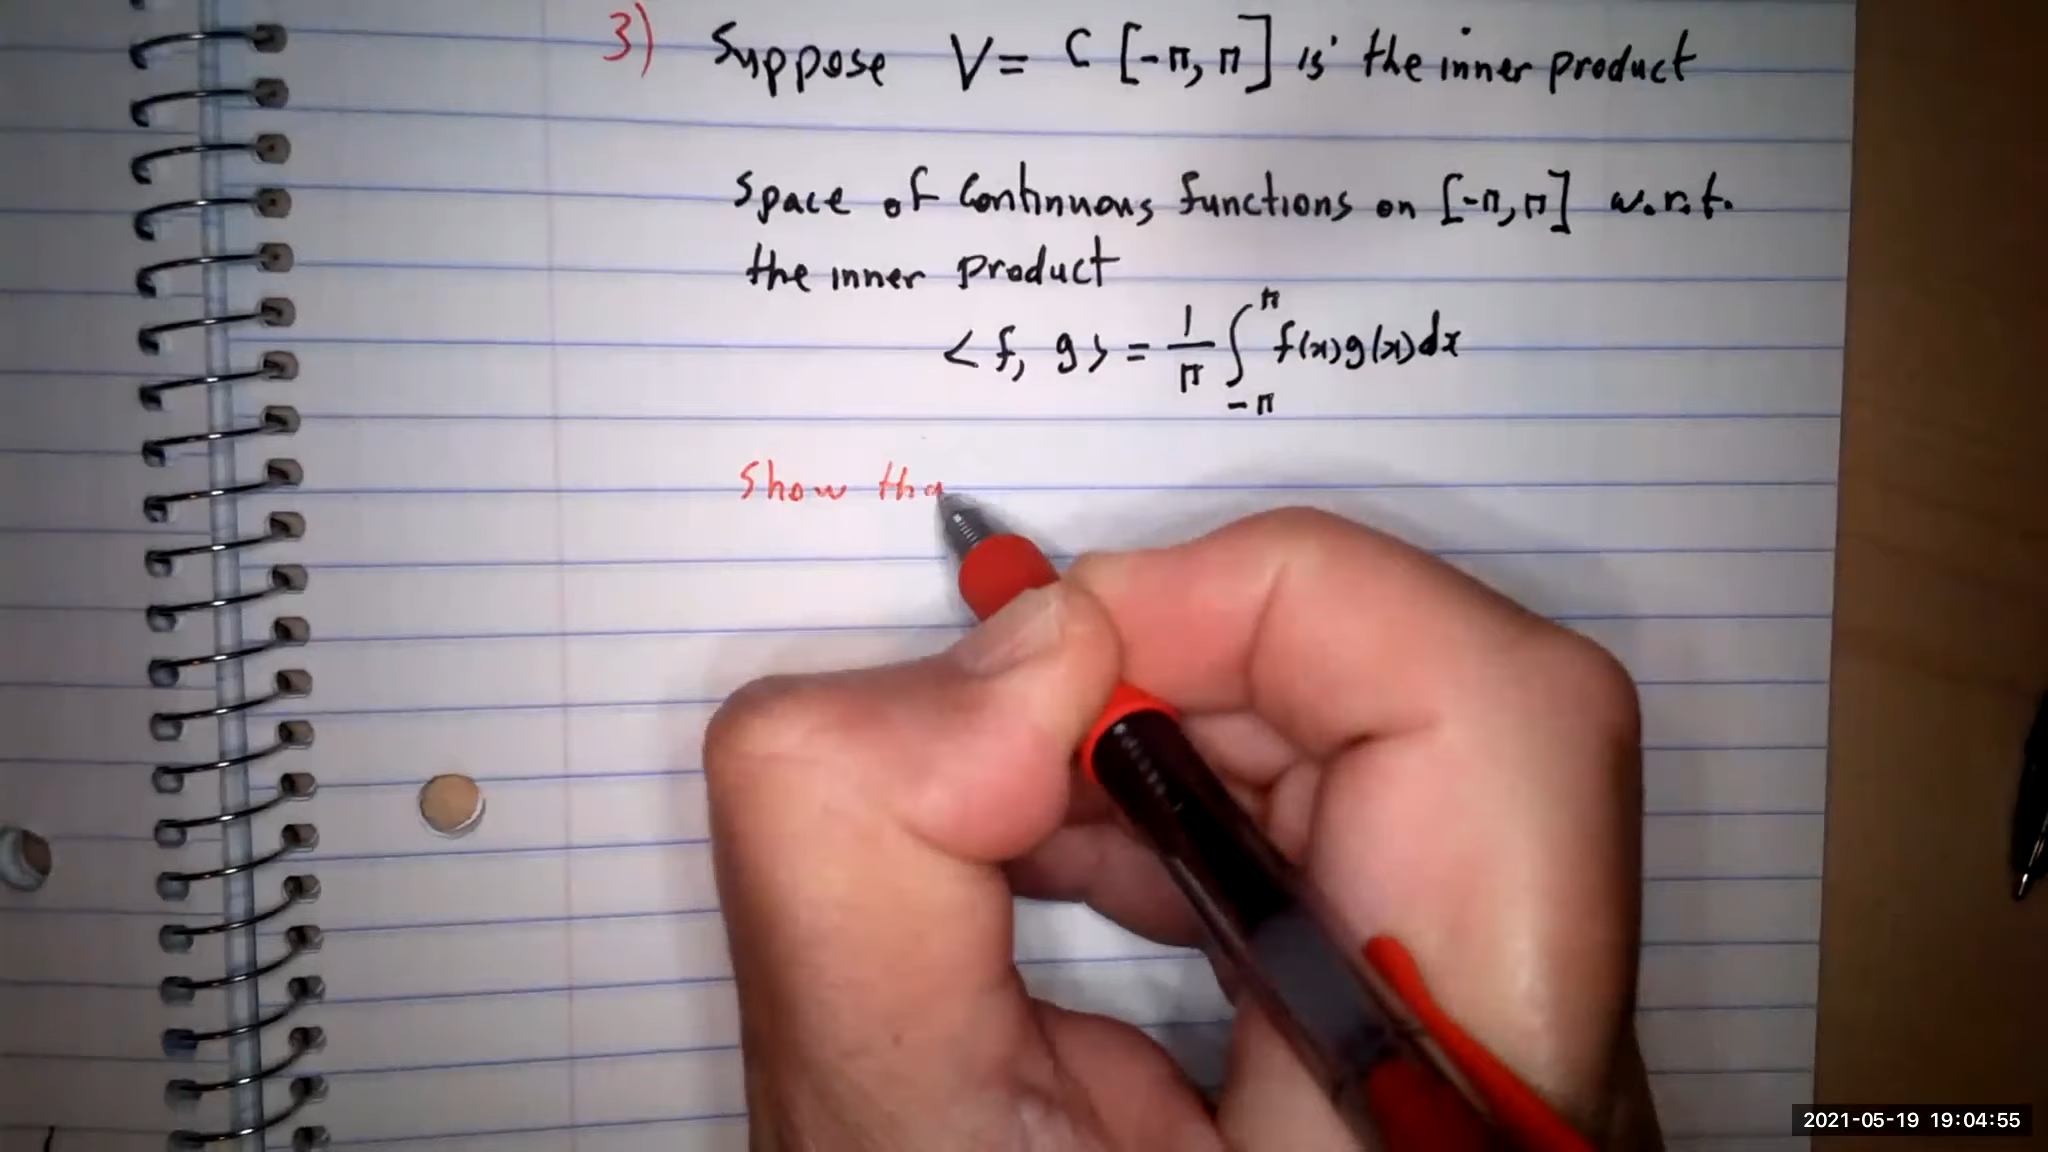 3) Suppose V = C [-π, π] is the inner product
space of continuous functions on [-π, π] w.r.t.
the inner product
<f, g> = 1/π ∫_{-π}^{π} f(x)g(x)dx
Show tha
2021-05-19 19:04:55